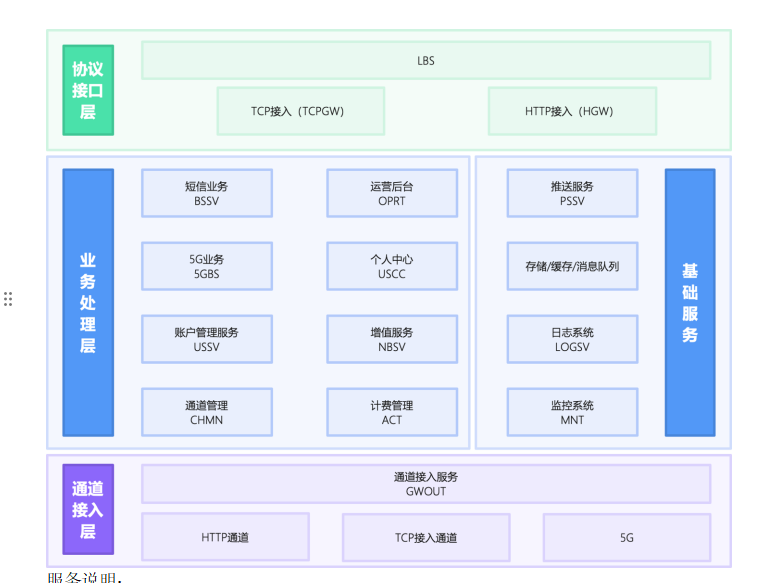 协议
接口
层
LBS
TCP接入（TCPGW）
HTTP接入（HGW）
业
务
处
理
层
短信业务
BSSV
运营后台
OPRT
5G业务
5GBS
个人中心
USCC
账户管理服务
USSV
增值服务
NBSV
通道管理
CHMN
计费管理
ACT
推送服务
PSSV
存储/缓存/消息队列
日志系统
LOGSV
监控系统
MNT
基
础
服
务
通道
接入
层
通道接入服务
GWOUT
HTTP通道
TCP接入通道
5G
服务说明：